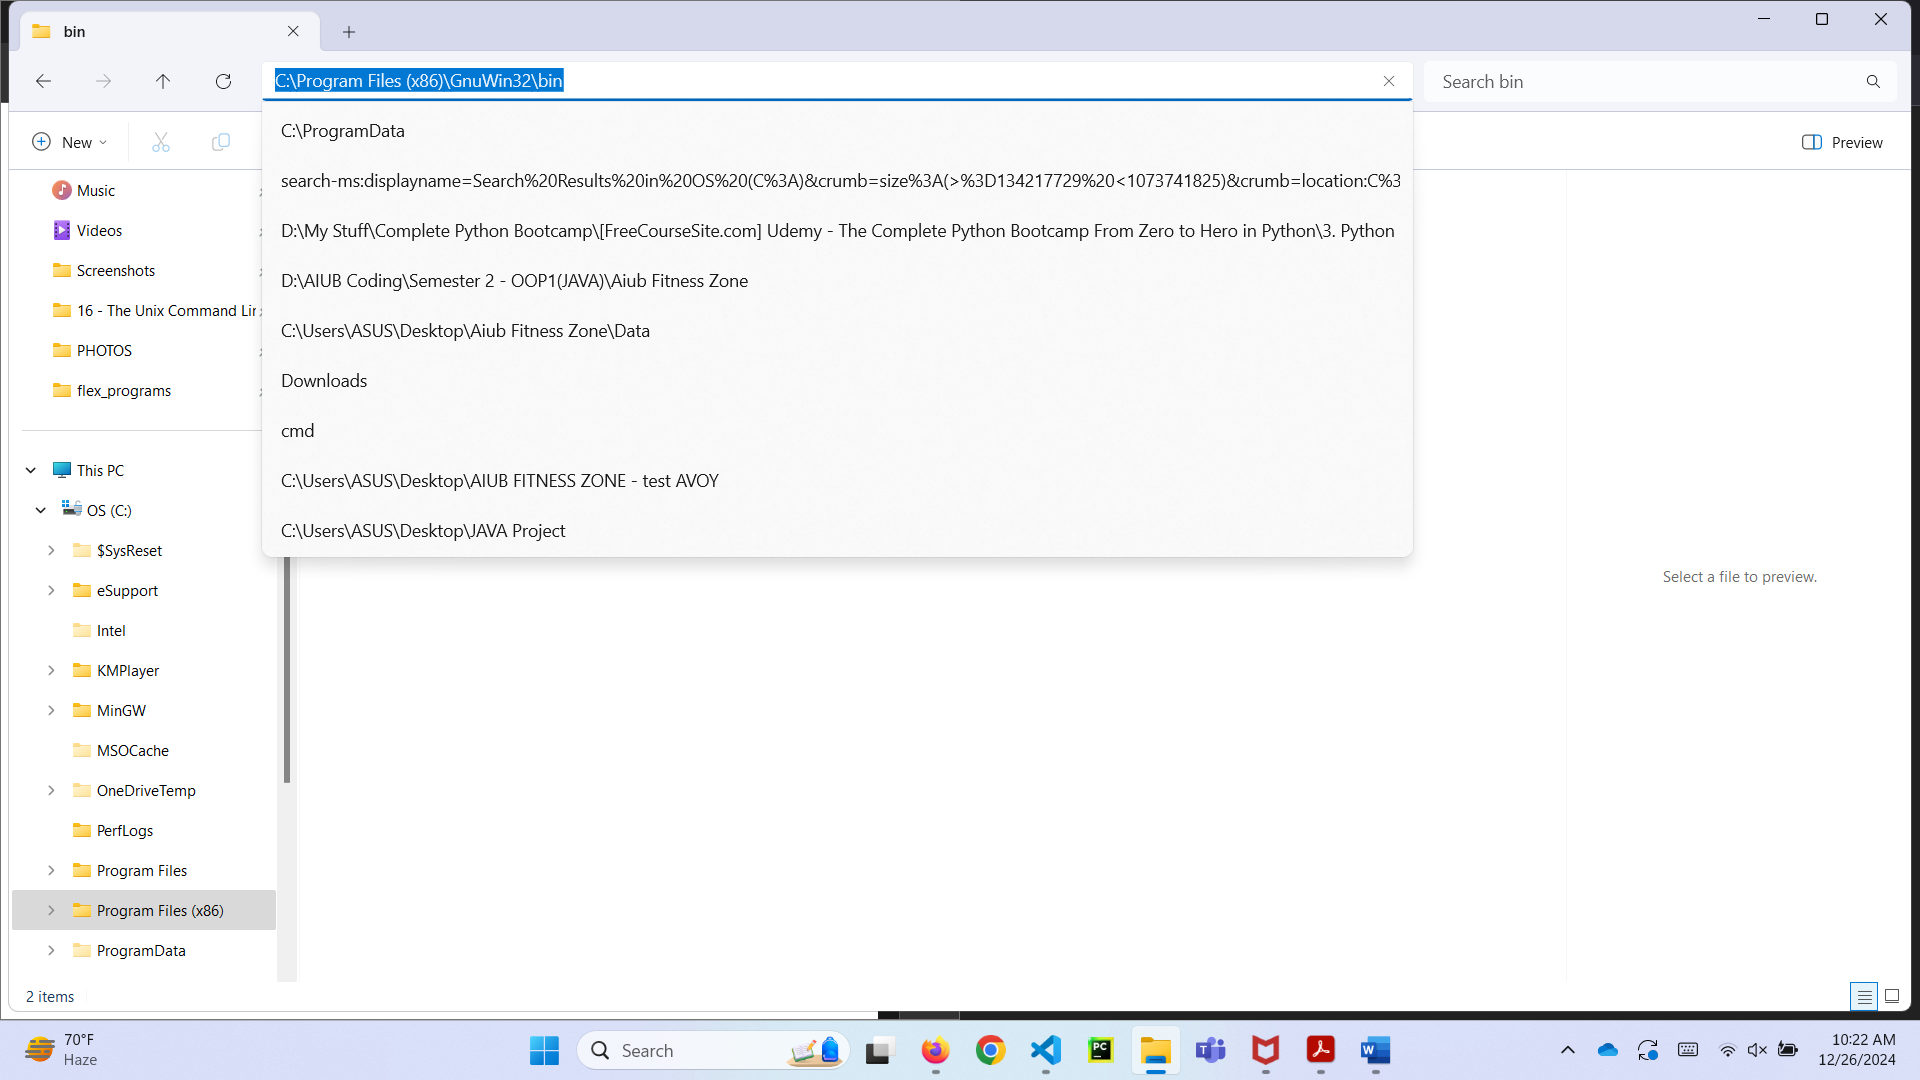 bin
C:\Program Files (x86)\GnuWin32\bin
Search bin
C:\ProgramData
New
Preview
search-ms:displayname=Search%20Results%20in%20OS%20(C%3A)&crumb=size%3A(>%3D134217729%20<1073741825)&crumb=location:C%3
Music
Videos
D:\My Stuff\Complete Python Bootcamp\[FreeCourseSite.com] Udemy - The Complete Python Bootcamp From Zero to Hero in Python\3. Python
Screenshots
D:\AIUB Coding\Semester 2 - OOP1(JAVA)\Aiub Fitness Zone
16 - The Unix Command Lir
C:\Users\ASUS\Desktop\Aiub Fitness Zone\Data
PHOTOS
Downloads
flex_programs
cmd
This PC
C:\Users\ASUS\Desktop\AIUB FITNESS ZONE - test AVOY
OS (C:)
C:\Users\ASUS\Desktop\JAVA Project
$SysReset
Select a file to preview.
eSupport
Intel
KMPlayer
MinGW
MSOCache
OneDriveTemp
PerfLogs
Program Files
Program Files (x86)
ProgramData
2 items
70°F
Haze
Search
PC
10:22 AM
12/26/2024